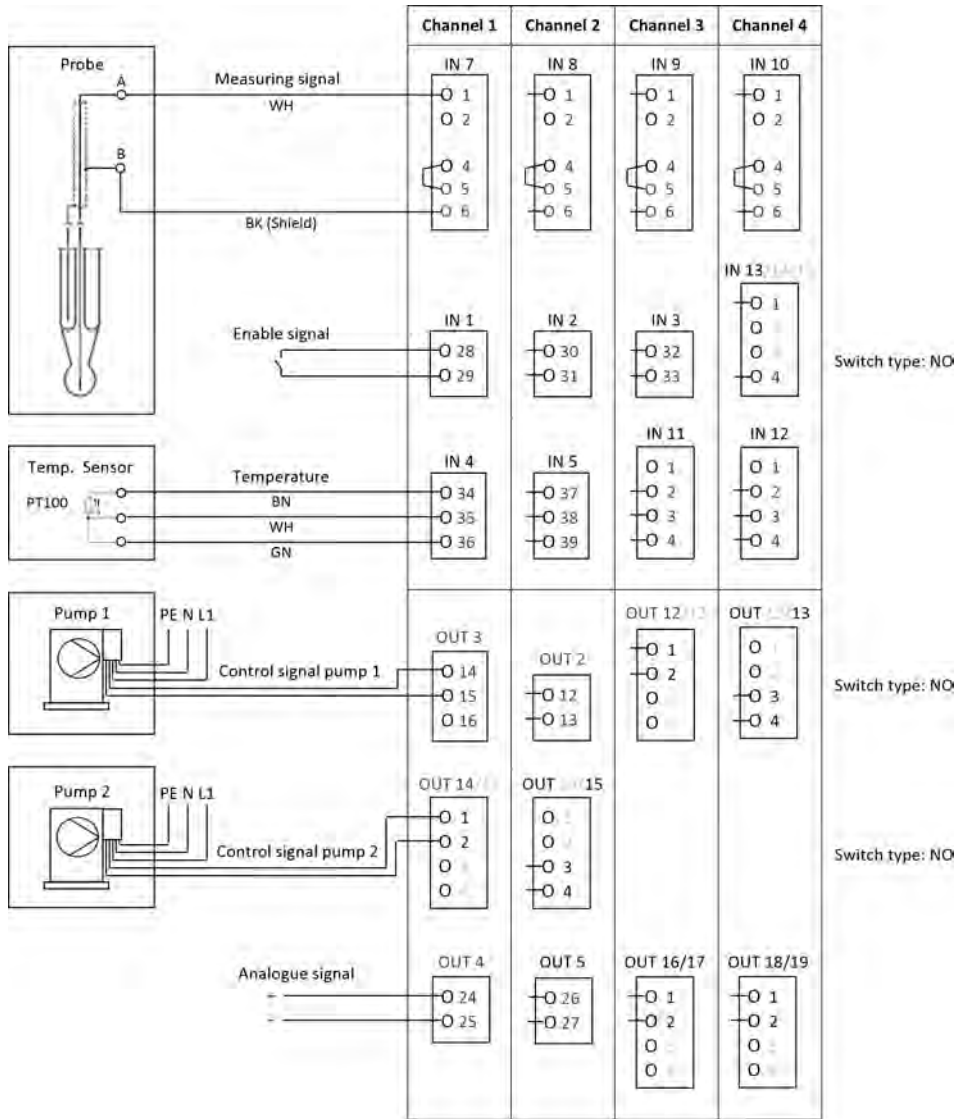 Channel 1 Channel 2 Channel 3 Channel 4
Probe IN 7 IN 8 IN 9 IN 10
A Measuring signal 1 1 1 1
WH 2 2 2 2
B 4 4 4 4
5 5 5 5
BK (Shield) 6 6 6 6
IN 13
1
Enable signal IN 1 IN 2 IN 3
28 30 32
29 31 33 4 Switch type: NO
IN 11 IN 12
Temp. Sensor Temperature IN 4 IN 5 1 1
PT100 BN 34 37 2 2
WH 35 38 3 3
GN 36 39 4 4
Pump 1 PE N L1 OUT 12 OUT 13
OUT 3 OUT 2 1
Control signal pump 1 14 2
15 12 3 Switch type: NO
16 13 4
Pump 2 PE N L1 OUT 14 OUT 15
1
Control signal pump 2 2 3 Switch type: NO
4
Analogue signal OUT 4 OUT 5 OUT 16/17 OUT 18/19
24 26 1 1
25 27 2 2